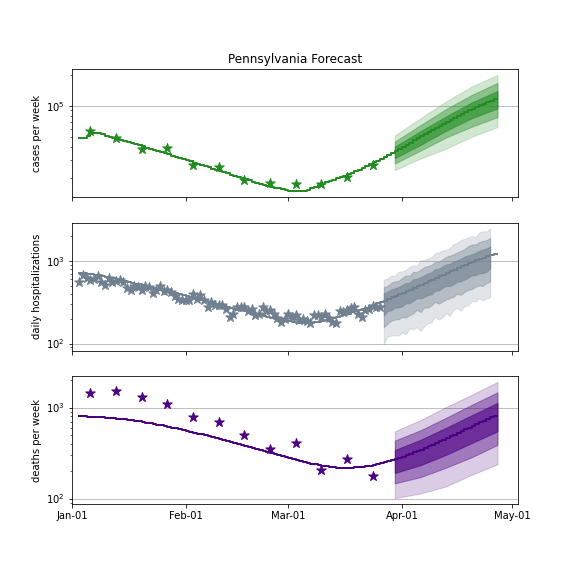 Pennsylvania Forecast
cases per week
10^5
daily hospitalizations
10^3
10^2
deaths per week
10^3
10^2
Jan-01 Feb-01 Mar-01 Apr-01 May-01